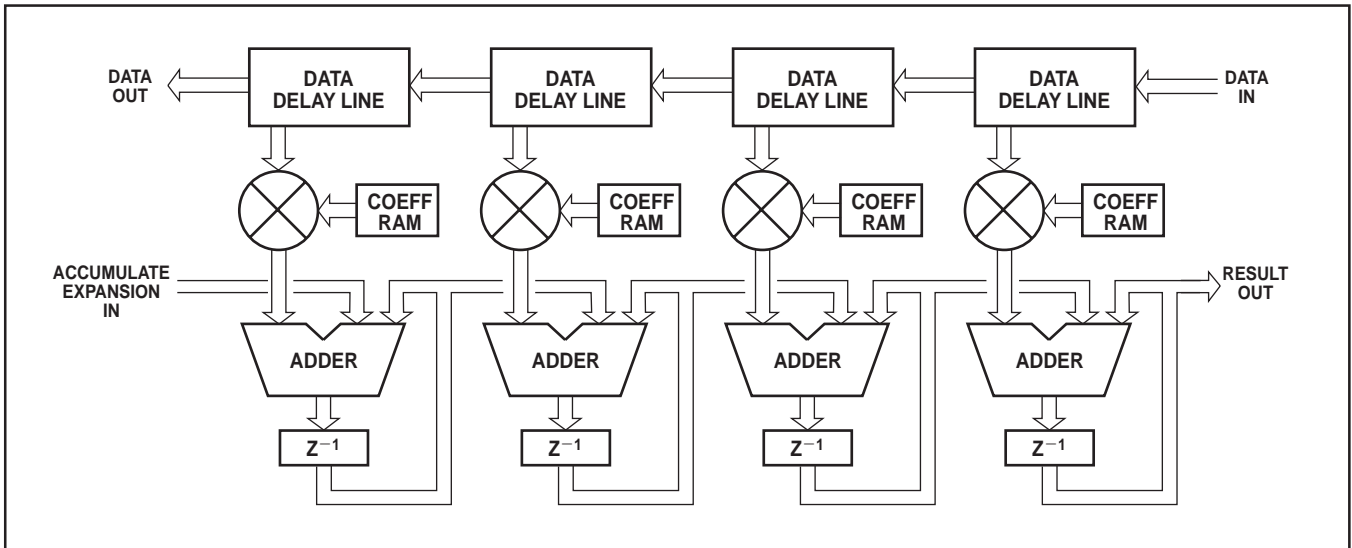 DATA
OUT
DATA
DELAY LINE
DATA
DELAY LINE
DATA
DELAY LINE
DATA
DELAY LINE
DATA
IN
COEFF
RAM
COEFF
RAM
COEFF
RAM
COEFF
RAM
ACCUMULATE
EXPANSION
IN
RESULT
OUT
ADDER
ADDER
ADDER
ADDER
Z⁻¹
Z⁻¹
Z⁻¹
Z⁻¹